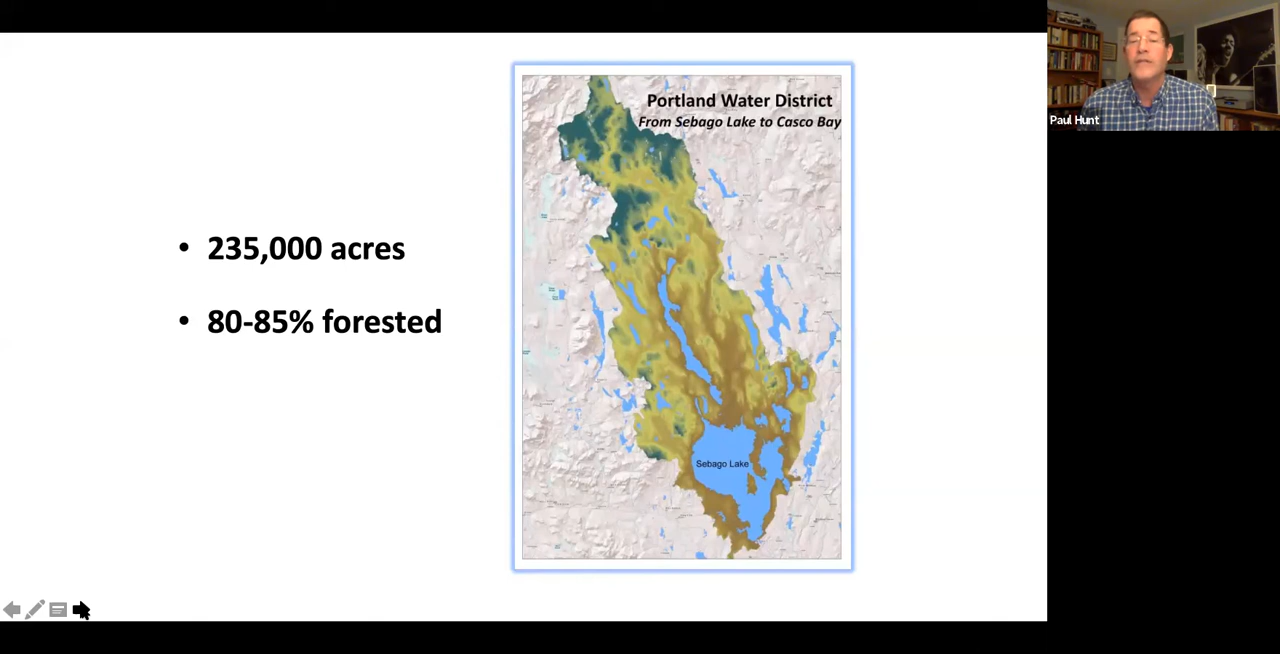 Portland Water District
From Sebago Lake to Casco Bay
• 235,000 acres
• 80-85% forested
Sebago Lake
Paul Hunt